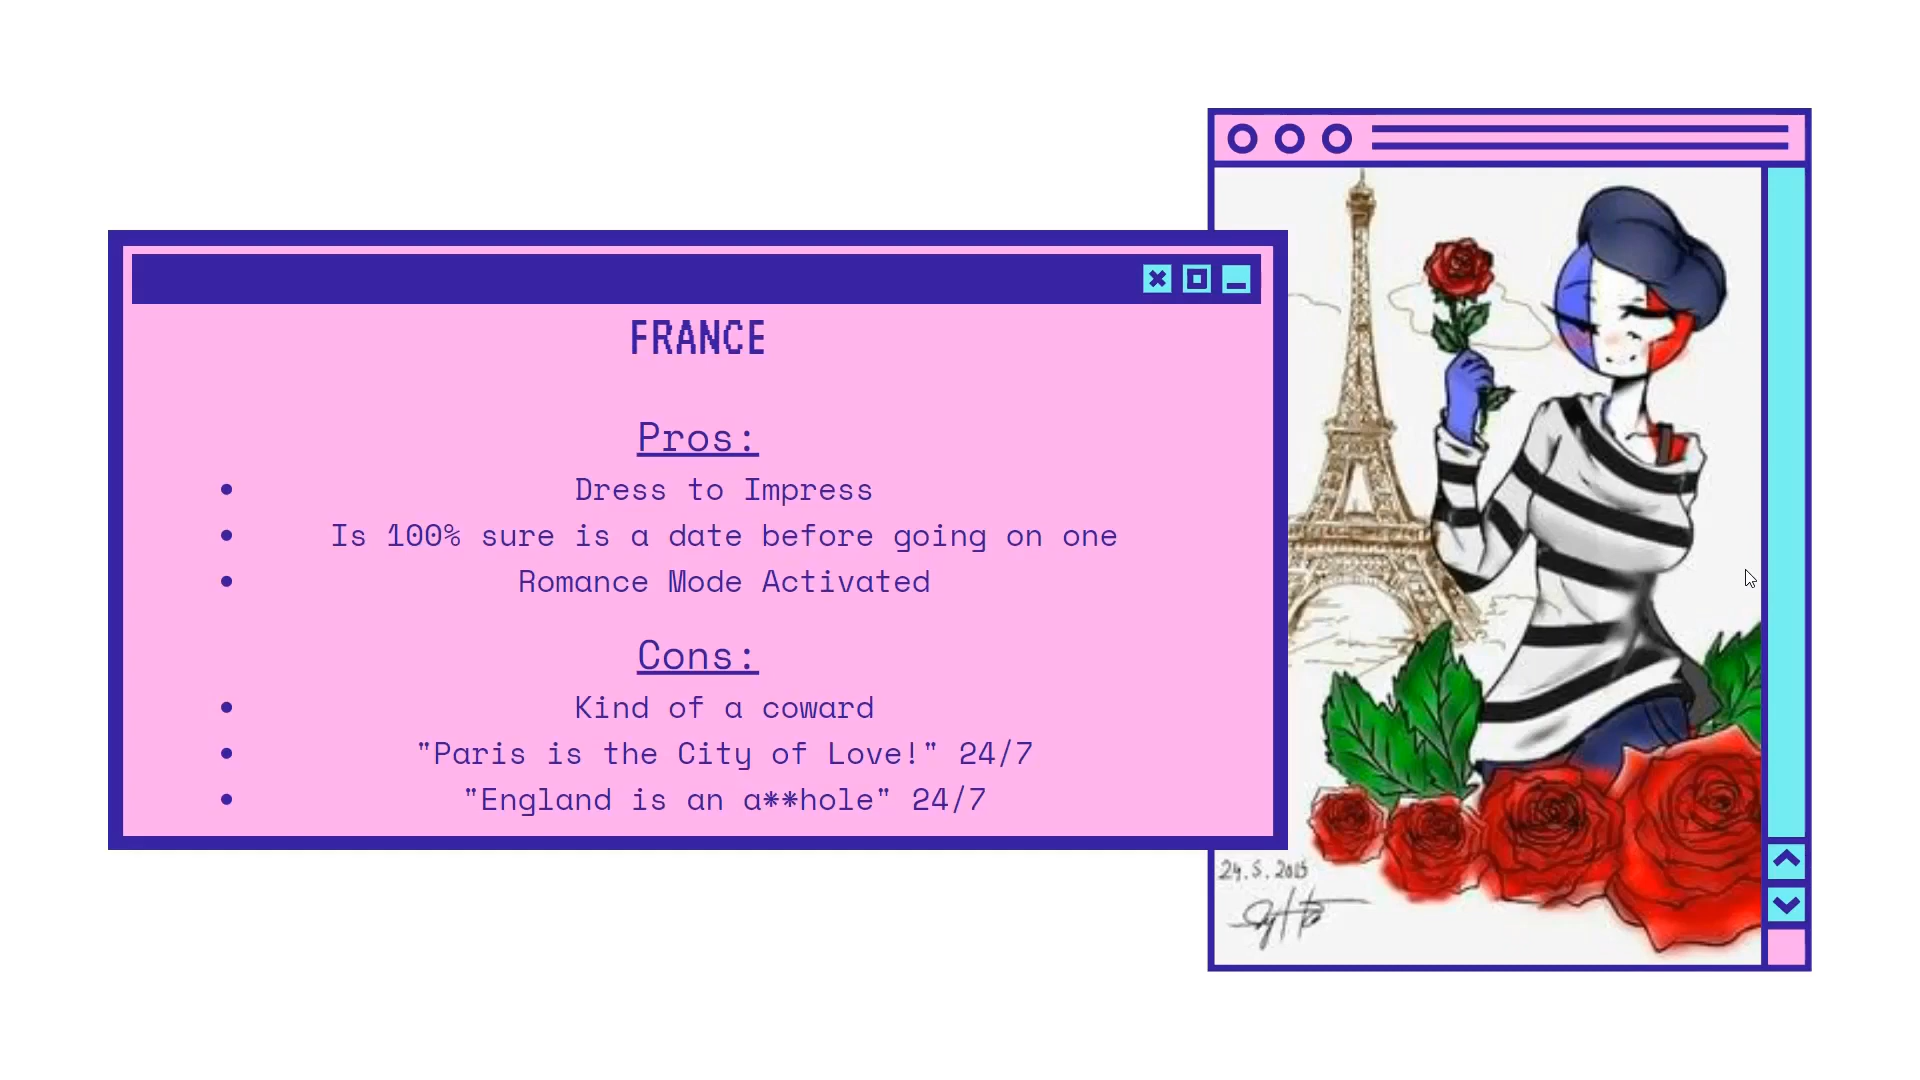 FRANCE
Pros:
Dress to Impress
Is 100% sure is a date before going on one
Romance Mode Activated
Cons:
Kind of a coward
"Paris is the City of Love!" 24/7
"England is an a**hole" 24/7